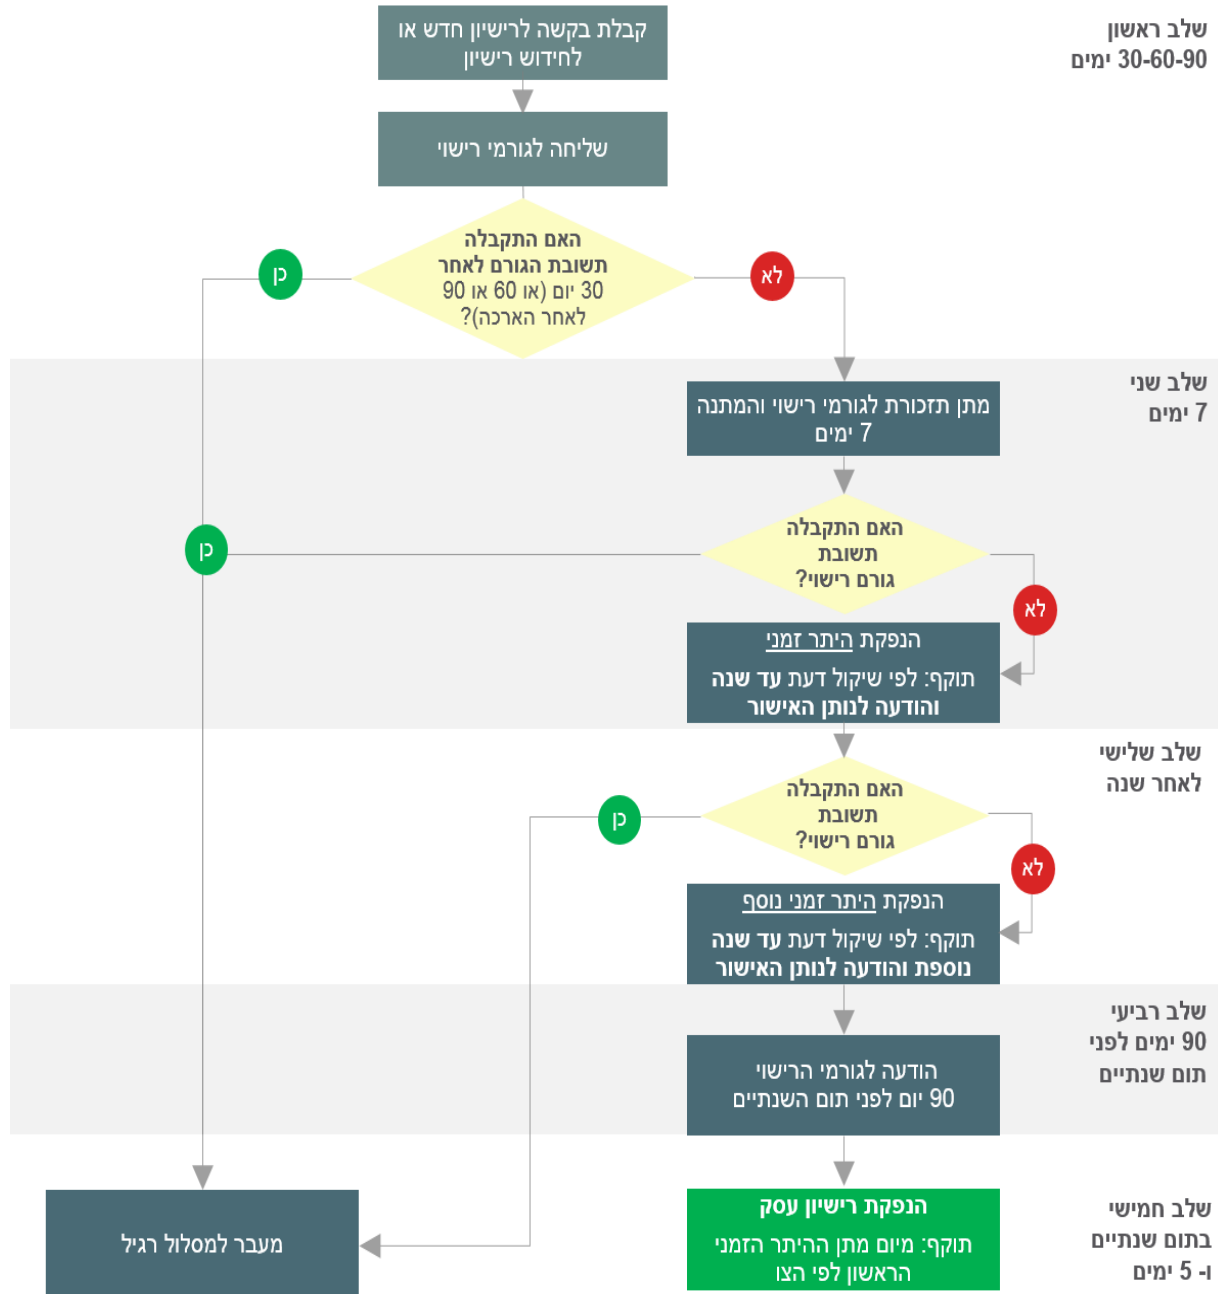 שלב ראשון
30-60-90 ימים
קבלת בקשה לרישיון חדש או
לחידוש רישיון
שליחה לגורמי רישוי
האם התקבלה
תשובת הגורם לאחר
30 יום (או 60 או 90
לאחר הארכה)?
לא
כן
שלב שני
7 ימים
מתן תזכורת לגורמי רישוי והמתנה
7 ימים
האם התקבלה
תשובת
גורם רישוי?
כן
לא
הנפקת היתר זמני
תוקף: לפי שיקול דעת עד שנה
והודעה לנותן האישור
שלב שלישי
לאחר שנה
האם התקבלה
תשובת
גורם רישוי?
כן
לא
הנפקת היתר זמני נוסף
תוקף: לפי שיקול דעת עד שנה
נוספת והודעה לנותן האישור
שלב רביעי
90 ימים לפני
תום שנתיים
הודעה לגורמי הרישוי
90 יום לפני תום השנתיים
שלב חמישי
בתום שנתיים
ו- 5 ימים
הנפקת רישיון עסק
תוקף: מיום מתן ההיתר הזמני
הראשון לפי הצו
מעבר למסלול רגיל